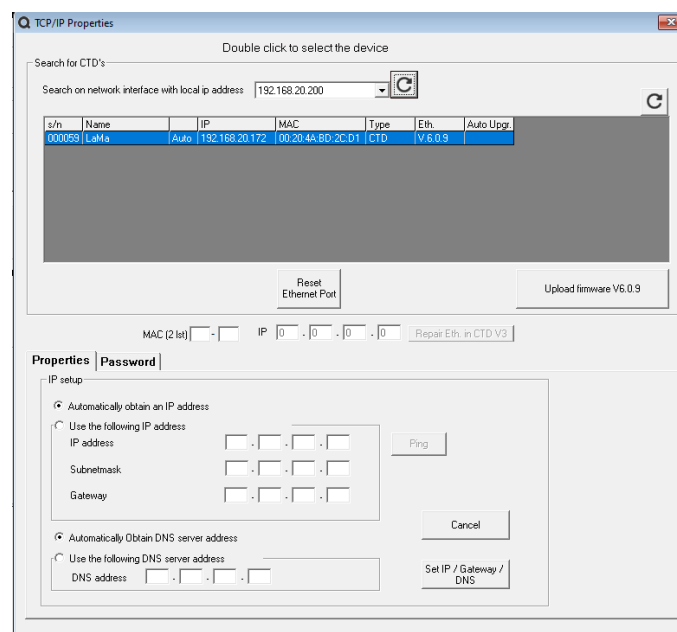 TCP/IP Properties
Double click to select the device
Search for CTD's
Search on network interface with local ip address 192.168.20.200
s/n Name IP MAC Type Eth. Auto Upgr.
000059 LaMa Auto 192.168.20.172 00:20:4A:BD:2C:D1 CTD V.6.0.9
Reset
Ethernet Port
Upload firmware V6.0.9
MAC (2 lst) - IP 0 . 0 . 0 . 0 Repair Eth. in CTD V3
Properties Password
IP setup
Automatically obtain an IP address
Use the following IP address
IP address . . . Ping
Subnetmask . . .
Gateway . . .
Cancel
Automatically Obtain DNS server address
Use the following DNS server address
DNS address . . .
Set IP / Gateway /
DNS